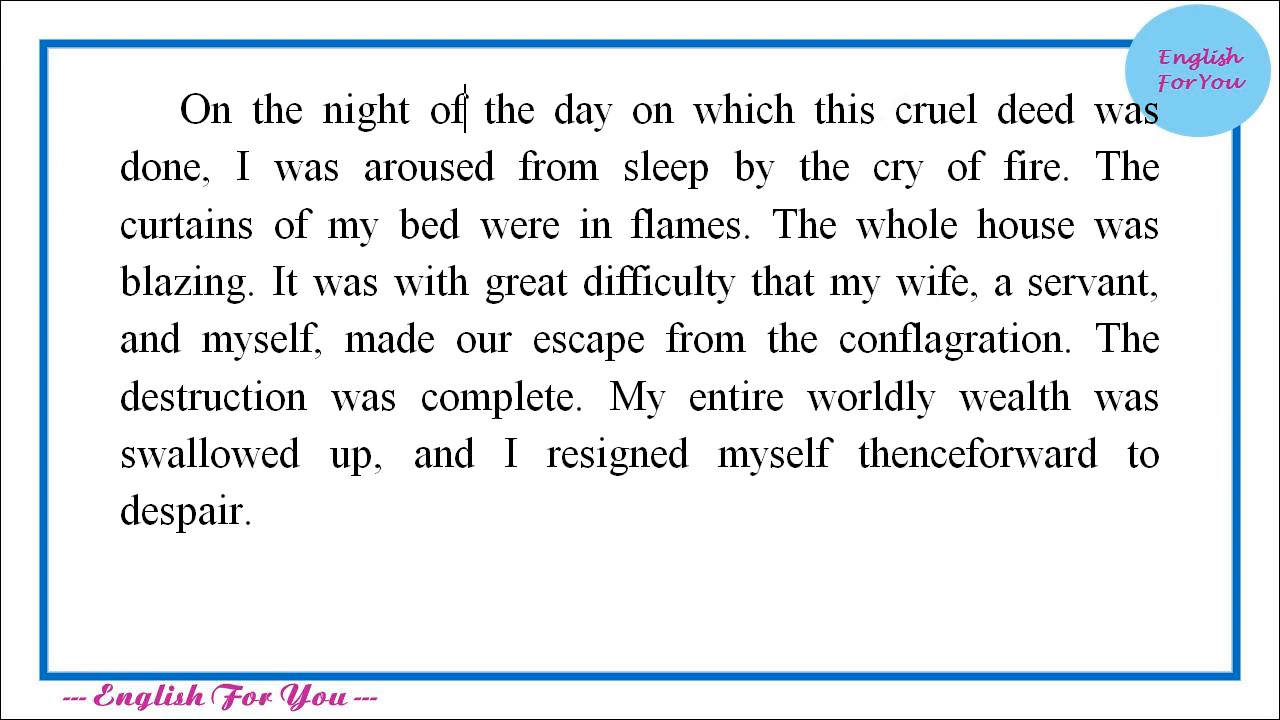 English
ForYou
On the night of the day on which this cruel deed was
done, I was aroused from sleep by the cry of fire. The
curtains of my bed were in flames. The whole house was
blazing. It was with great difficulty that my wife, a servant,
and myself, made our escape from the conflagration. The
destruction was complete. My entire worldly wealth was
swallowed up, and I resigned myself thenceforward to
despair.
--- English For You ---